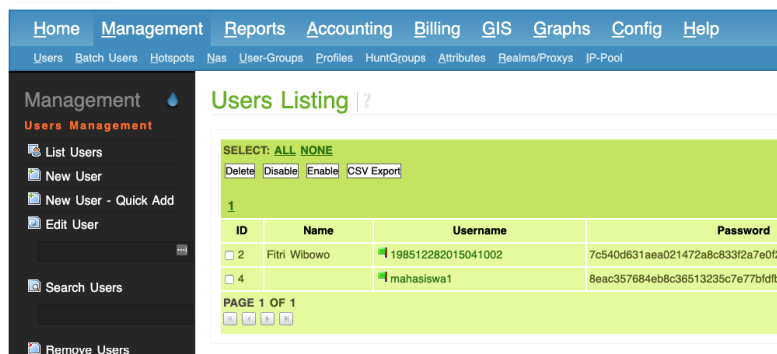 Home Management Reports Accounting Billing GIS Graphs Config Help
Users Batch Users Hotspots Nas User-Groups Profiles HuntGroups Attributes Realms/Proxys IP-Pool
Management
Users Management
List Users
New User
New User - Quick Add
Edit User
Search Users
Remove Users
Users Listing ?
SELECT: ALL NONE
Delete Disable Enable CSV Export
1
ID Name Username Password
2 Fitri Wibowo 198512282015041002 7c540d631aea021472a8c833f2a7e0f2
4 mahasiswa1 8eac357684eb8c36513235c7e77bfdfb
PAGE 1 OF 1